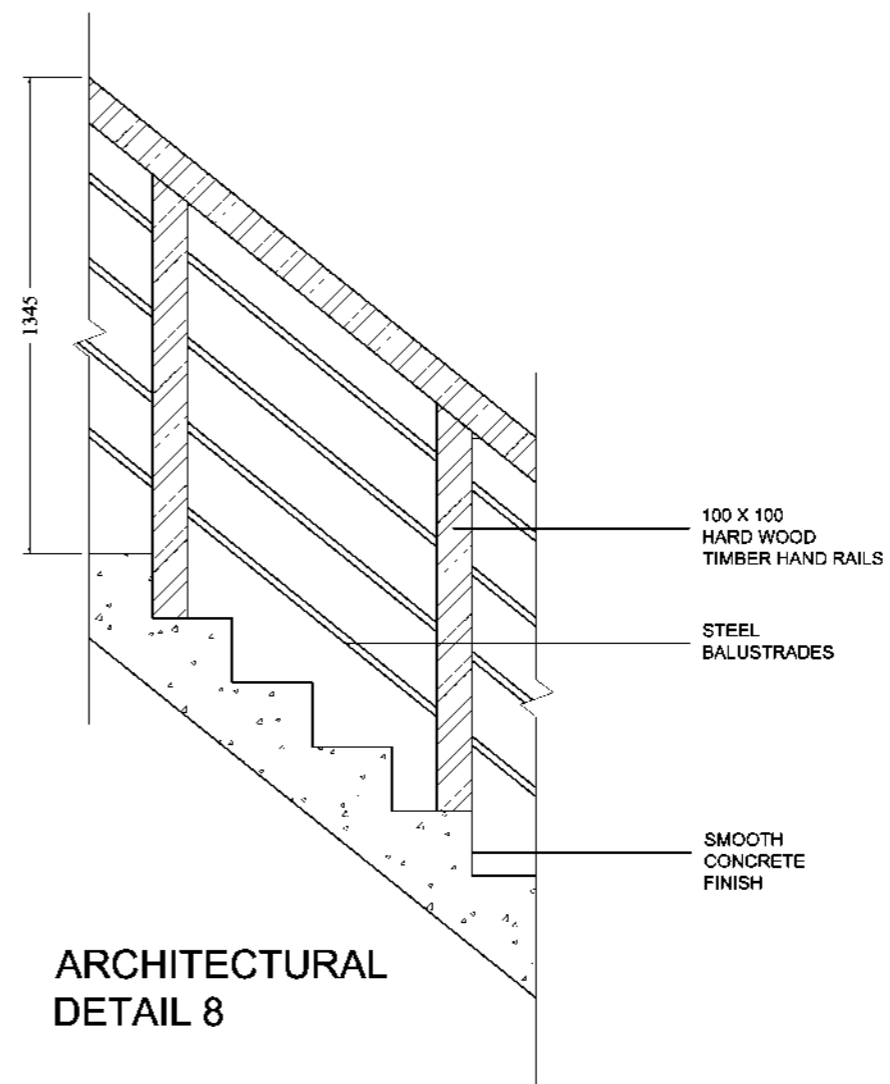 1345
100 X 100
HARD WOOD
TIMBER HAND RAILS
STEEL
BALUSTRADES
SMOOTH
CONCRETE
FINISH
ARCHITECTURAL
DETAIL 8